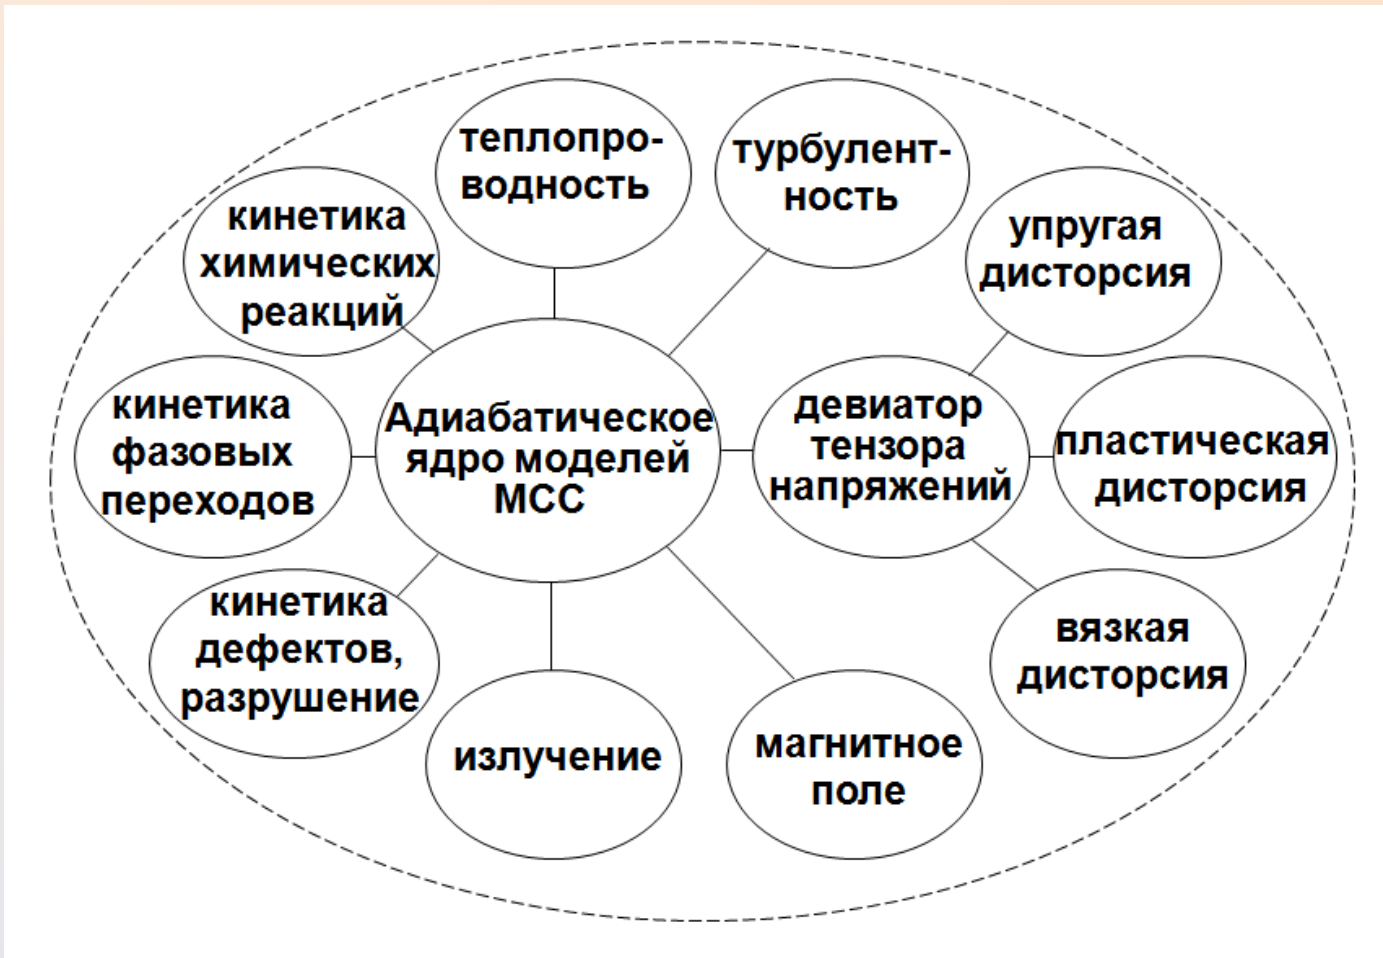 теплопро-
водность
турбулент-
ность
кинетика
химических
реакций
упругая
дисторсия
кинетика
фазовых
переходов
Адиабатическое
ядро моделей
МСС
девиатор
тензора
напряжений
пластическая
дисторсия
кинетика
дефектов,
разрушение
вязкая
дисторсия
излучение
магнитное
поле